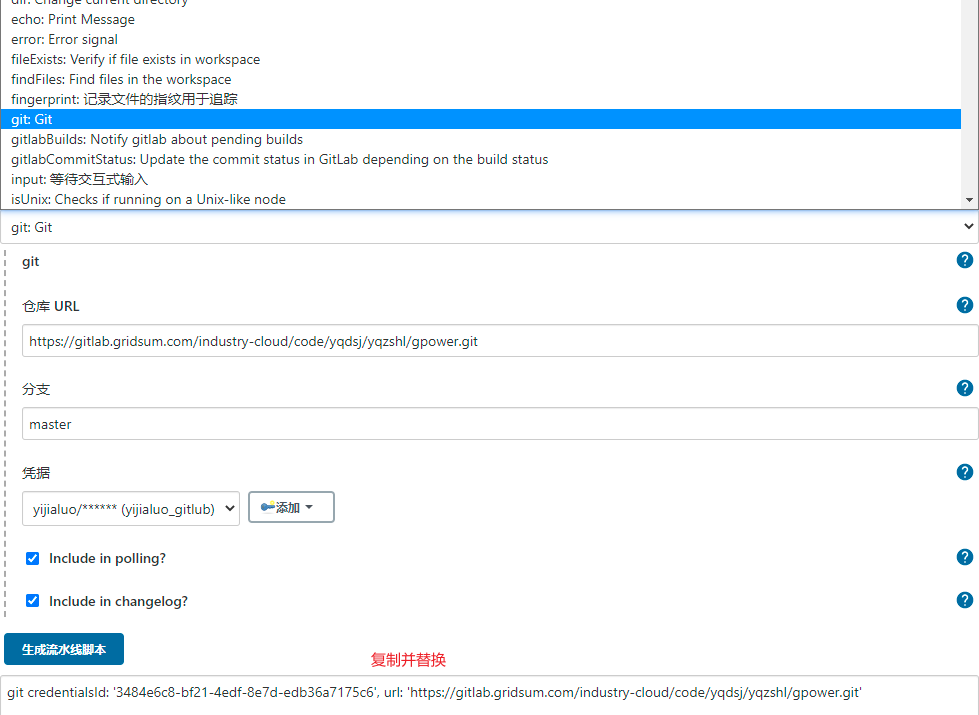 dir: Change current directory
echo: Print Message
error: Error signal
fileExists: Verify if file exists in workspace
findFiles: Find files in the workspace
fingerprint: 记录文件的指纹用于追踪
git: Git
gitlabBuilds: Notify gitlab about pending builds
gitlabCommitStatus: Update the commit status in GitLab depending on the build status
input: 等待交互式输入
isUnix: Checks if running on a Unix-like node
git: Git
git
仓库 URL
https://gitlab.gridsum.com/industry-cloud/code/yqdsj/yqzshl/gpower.git
分支
master
凭据
yijialuo/****** (yijialuo_gitlub)
添加
Include in polling?
Include in changelog?
生成流水线脚本
复制并替换
git credentialsId: '3484e6c8-bf21-4edf-8e7d-edb36a7175c6', url: 'https://gitlab.gridsum.com/industry-cloud/code/yqdsj/yqzshl/gpower.git'